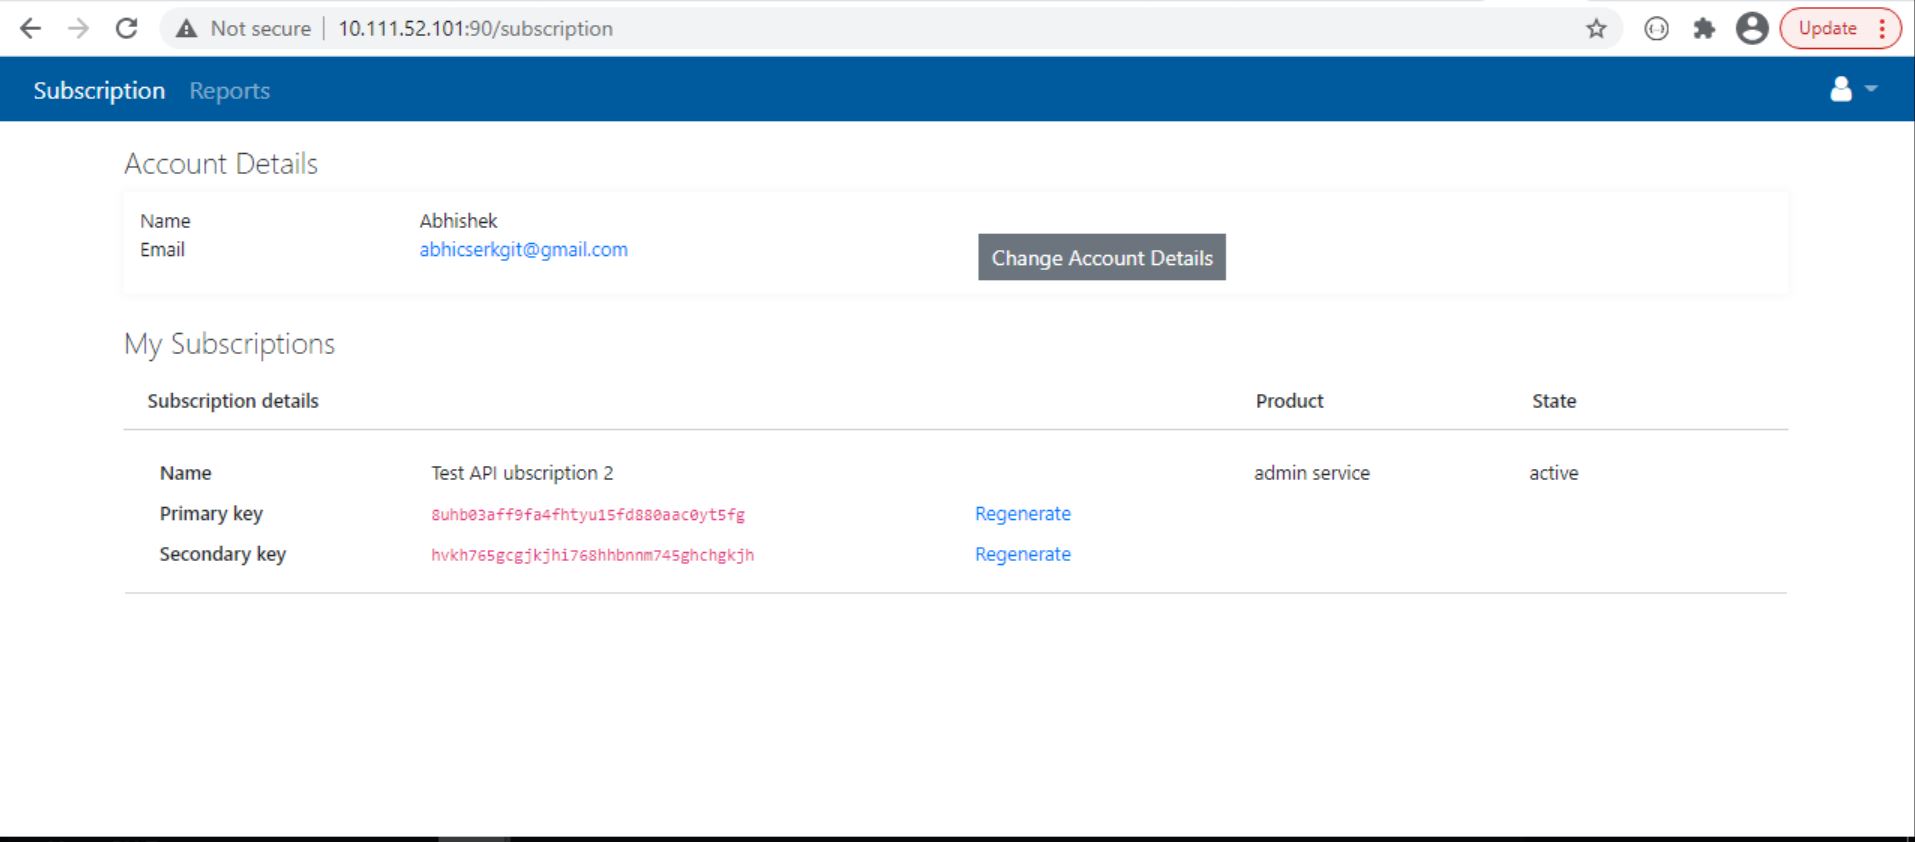 Not secure 10.111.52.101:90/subscription Update
Subscription Reports
Account Details
Name Abhishek
Email abhicserkgit@gmail.com
Change Account Details
My Subscriptions
Subscription details Product State
Name Test API ubscription 2 admin service active
Primary key 8uhb03aff9fa4fhtyu15fd880aac0yt5fg Regenerate
Secondary key hvkh765gcgjkjhi768hhbnnm745ghchgkjh Regenerate